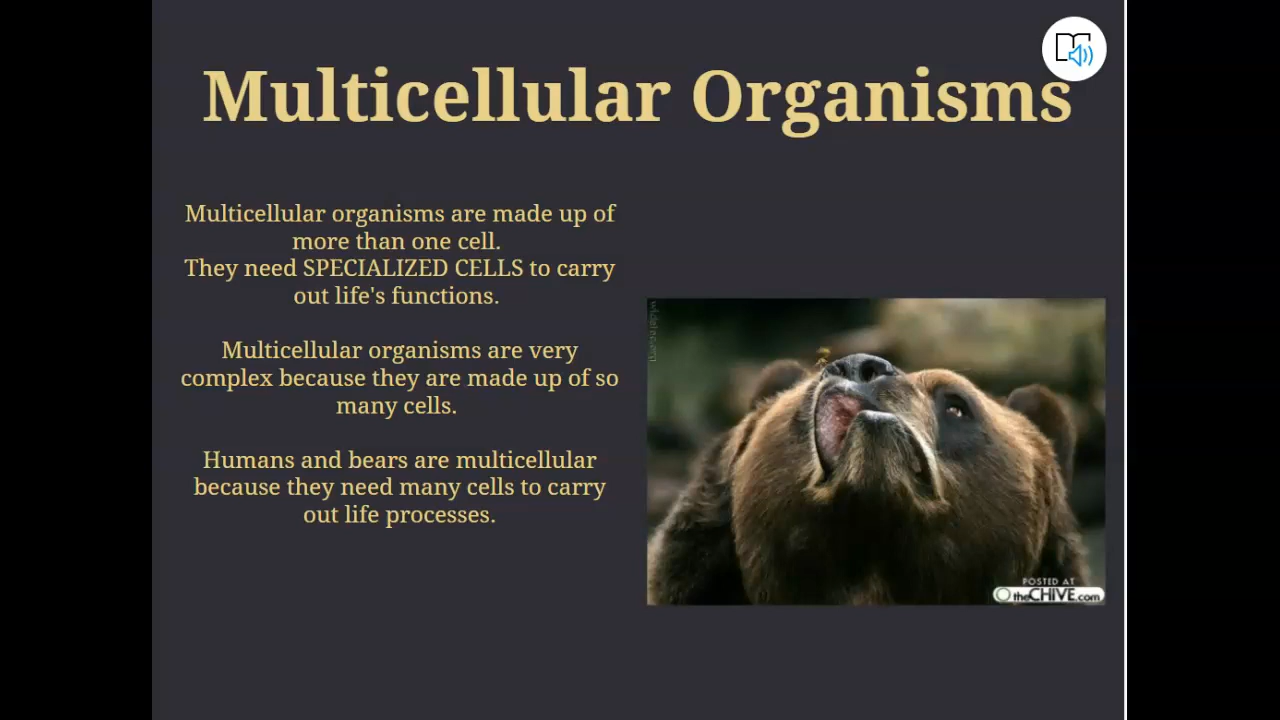 Multicellular Organisms
Multicellular organisms are made up of
more than one cell.
They need SPECIALIZED CELLS to carry
out life's functions.
Multicellular organisms are very
complex because they are made up of so
many cells.
Humans and bears are multicellular
because they need many cells to carry
out life processes.
POSTED AT
theCHIVE.com